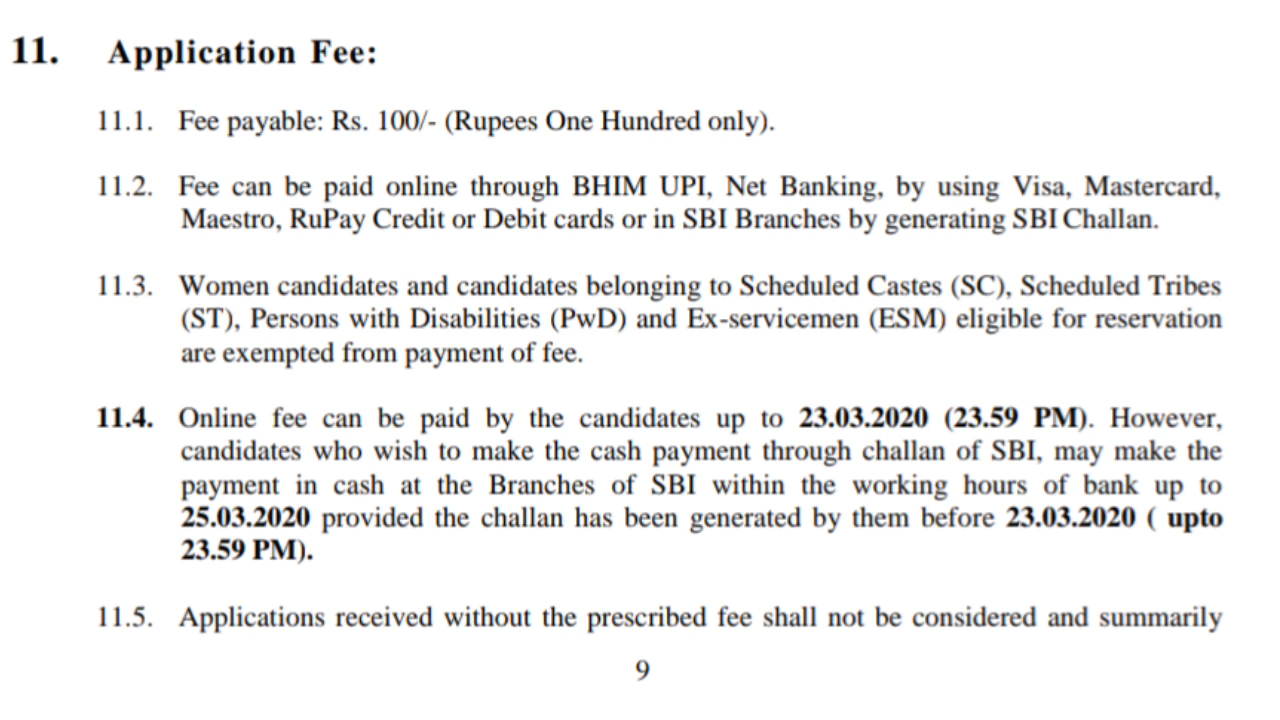 11. Application Fee:
11.1. Fee payable: Rs. 100/- (Rupees One Hundred only).
11.2. Fee can be paid online through BHIM UPI, Net Banking, by using Visa, Mastercard,
Maestro, RuPay Credit or Debit cards or in SBI Branches by generating SBI Challan.
11.3. Women candidates and candidates belonging to Scheduled Castes (SC), Scheduled Tribes
(ST), Persons with Disabilities (PwD) and Ex-servicemen (ESM) eligible for reservation
are exempted from payment of fee.
11.4. Online fee can be paid by the candidates up to 23.03.2020 (23.59 PM). However,
candidates who wish to make the cash payment through challan of SBI, may make the
payment in cash at the Branches of SBI within the working hours of bank up to
25.03.2020 provided the challan has been generated by them before 23.03.2020 ( upto
23.59 PM).
11.5. Applications received without the prescribed fee shall not be considered and summarily
9